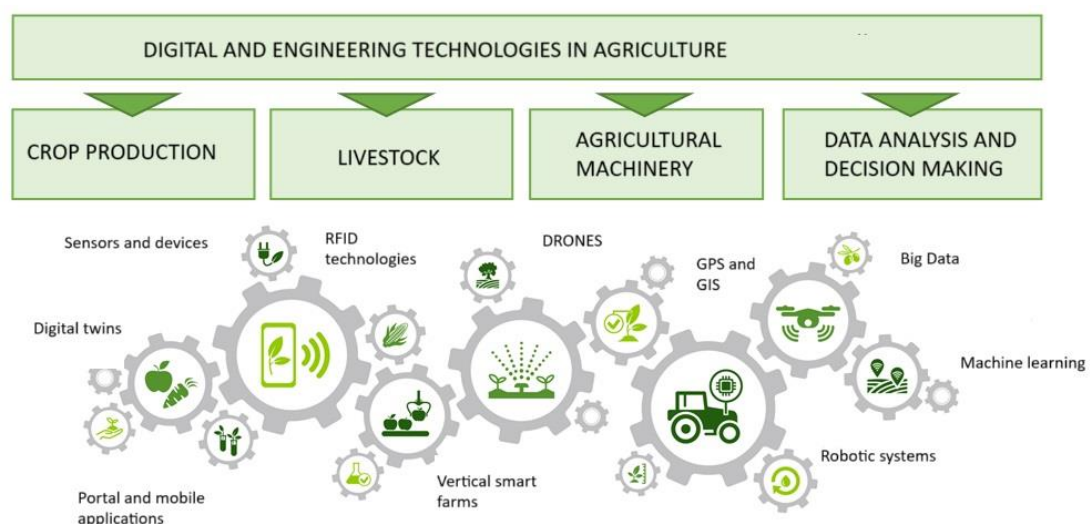 DIGITAL AND ENGINEERING TECHNOLOGIES IN AGRICULTURE
CROP PRODUCTION
LIVESTOCK
AGRICULTURAL
MACHINERY
DATA ANALYSIS AND
DECISION MAKING
Sensors and devices
RFID
technologies
DRONES
GPS and
GIS
Big Data
Digital twins
Machine learning
Robotic systems
Vertical smart
farms
Portal and mobile
applications